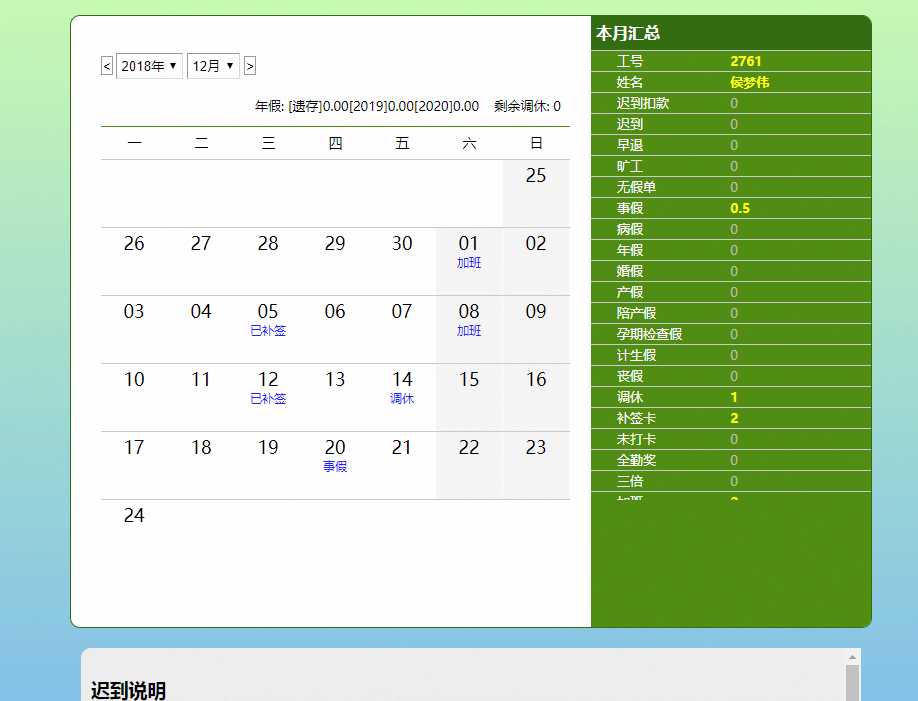 < 2018年 ▼ 12月 ▼ >
年假: [遗存]0.00[2019]0.00[2020]0.00 剩余调休: 0
一 二 三 四 五 六 日
25
26 27 28 29 30 01 02
加班
03 04 05 06 07 08 09
已补签 加班
10 11 12 13 14 15 16
已补签 调休
17 18 19 20 21 22 23
事假
24
本月汇总
工号 2761
姓名 侯梦伟
迟到扣款 0
迟到 0
早退 0
旷工 0
无假单 0
事假 0.5
病假 0
年假 0
婚假 0
产假 0
陪产假 0
孕期检查假 0
计生假 0
丧假 0
调休 1
补签卡 2
未打卡 0
全勤奖 0
三倍 0
迟到说明